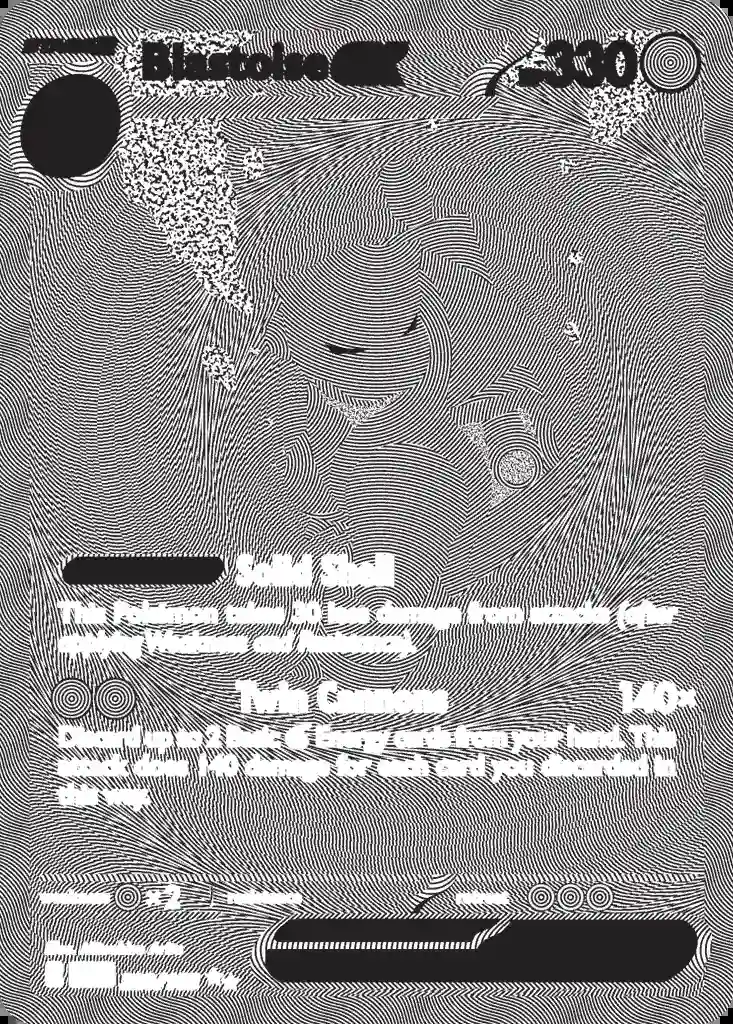 Blastoise ex 330
Solid Shell
This Pokémon takes 30 less damage from attacks (after
applying Weakness and Resistance).
Twin Cannons 140×
Discard up to 2 Basic Energy cards from your hand. This
attack does 140 damage for each card you discarded in
this way.
weakness ×2 resistance retreat